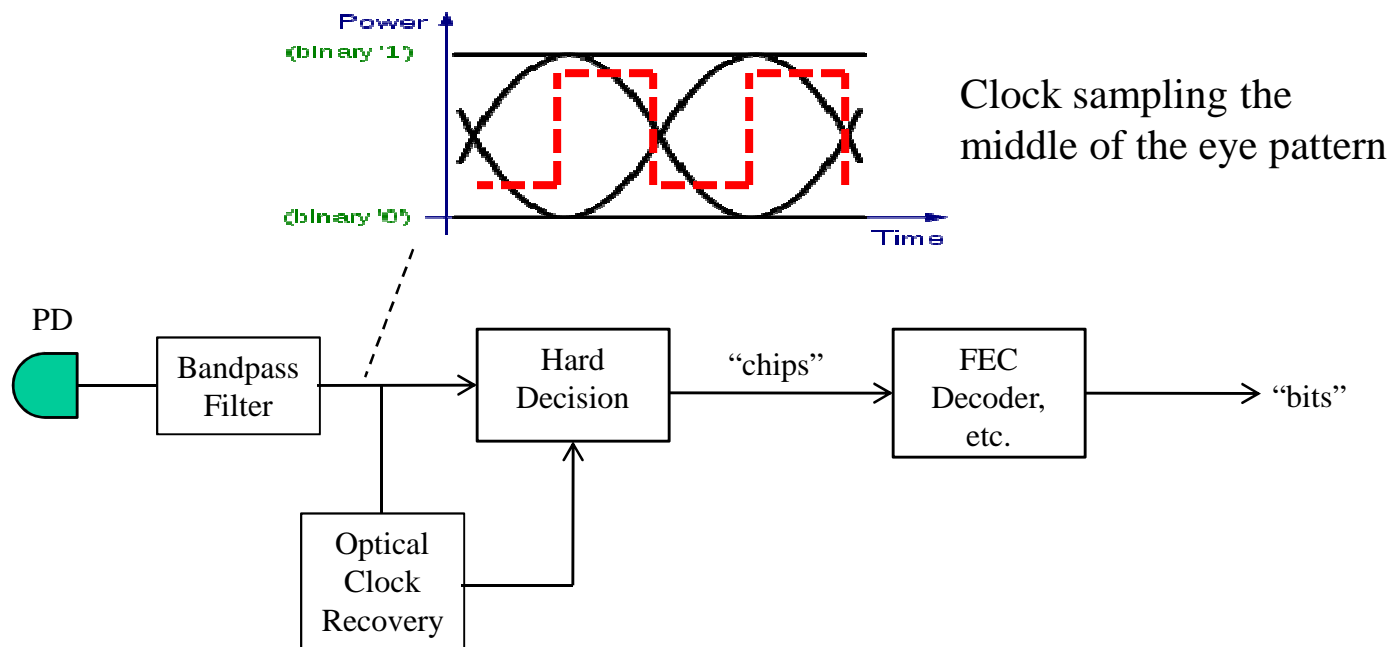 Power
(binary '1')
Clock sampling the
middle of the eye pattern
(binary '0')
Time
PD
Bandpass
Filter
Hard
Decision
“chips”
FEC
Decoder,
etc.
“bits”
Optical
Clock
Recovery